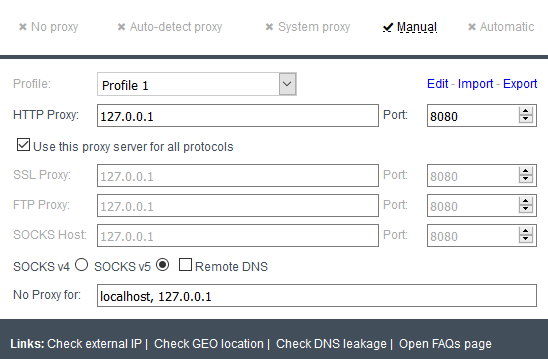 No proxy Auto-detect proxy System proxy Manual Automatic
Profile: Profile 1 Edit - Import - Export
HTTP Proxy: 127.0.0.1 Port: 8080
Use this proxy server for all protocols
SSL Proxy: 127.0.0.1 Port: 8080
FTP Proxy: 127.0.0.1 Port: 8080
SOCKS Host: 127.0.0.1 Port: 8080
SOCKS v4 SOCKS v5 Remote DNS
No Proxy for: localhost, 127.0.0.1
Links: Check external IP | Check GEO location | Check DNS leakage | Open FAQs page